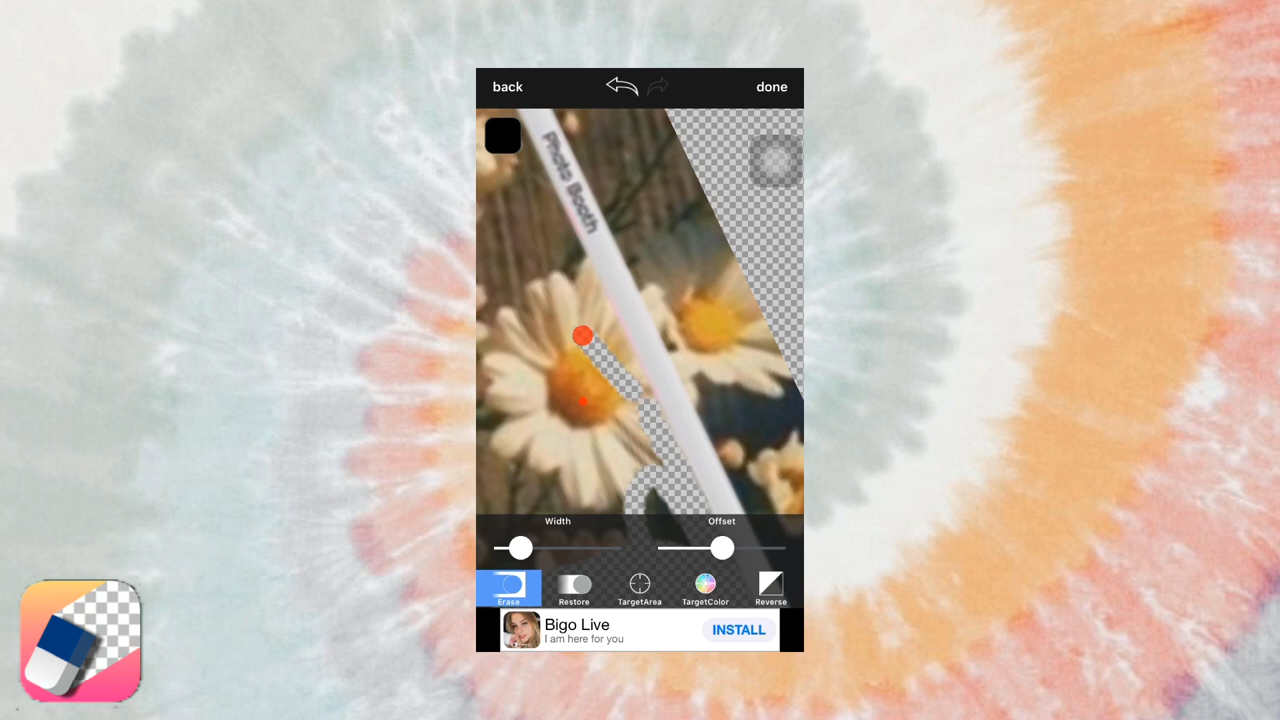 back
done
Photo Booth
Width
Offset
Erase
Restore
TargetArea
TargetColor
Reverse
Bigo Live
I am here for you
INSTALL